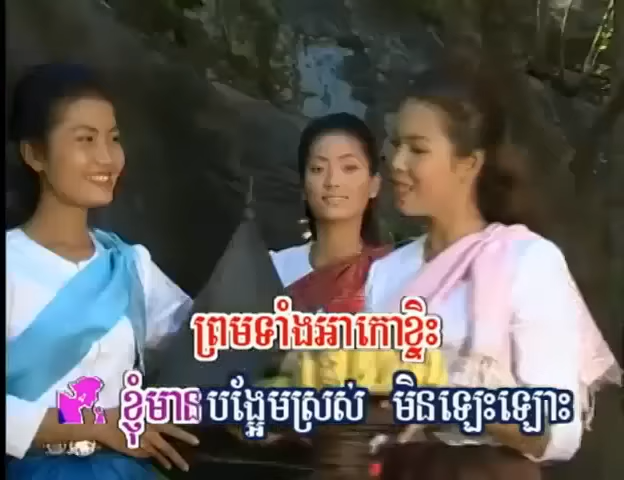 ព្រមទាំងអាកោខ្ទិះ
ខ្ញុំមាន បង្អែមស្រស់ មិនឡេះឡោះ